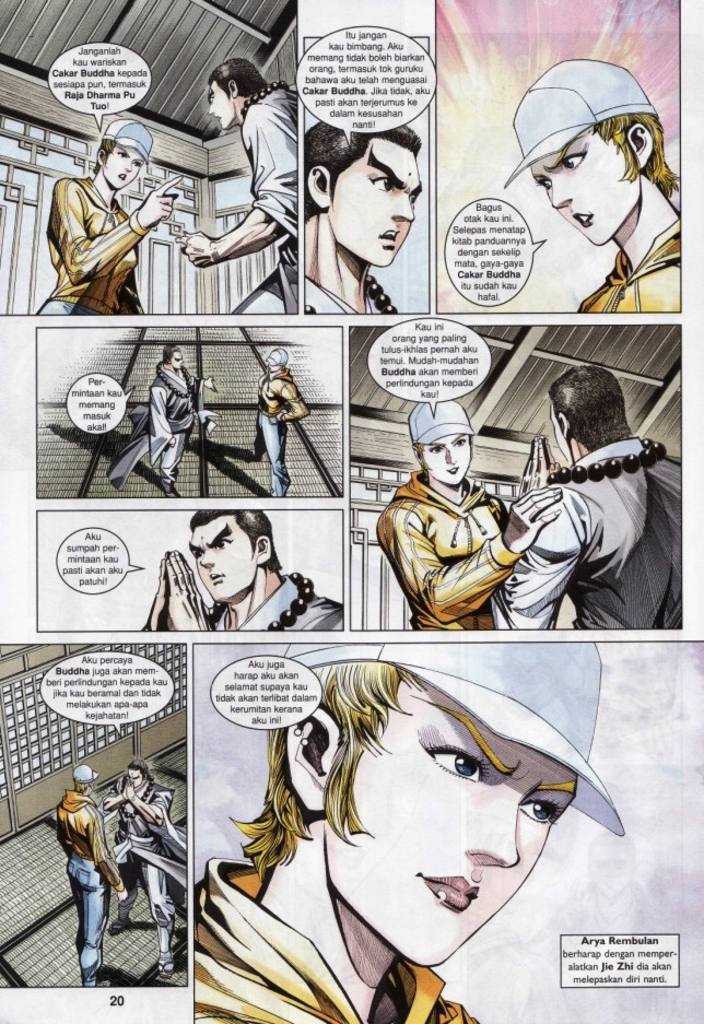 Janganlah
kau wariskan
Cakar Buddha kepada
sesiapa pun, termasuk
Raja Dharma Pu
Tuo!
Itu jangan
kau bimbang. Aku
memang tidak boleh biarkan
orang, termasuk tok guruku
bahawa aku telah menguasai
Cakar Buddha. Jika tidak, aku
pasti akan terjerumus ke
dalam kesusahan
nanti!
Bagus
otak kau ini.
Selepas menatap
kitab panduannya
dengan sekelip
mata, gaya-gaya
Cakar Buddha
itu sudah kau
hafal.
Per-
mintaan kau
memang
masuk
akal!
Kau ini
orang yang paling
tulus-ikhlas pernah aku
temui. Mudah-mudahan
Buddha akan memberi
perlindungan kepada
kau!
Aku
sumpah per-
mintaan kau
pasti akan aku
patuhi!
Aku percaya
Buddha juga akan mem-
beri perlindungan kepada kau
jika kau beramal dan tidak
melakukan apa-apa
kejahatan!
Aku juga
harap aku akan
selamat supaya kau
tidak akan terlibat dalam
kerumitan kerana
aku ini!
Arya Rembulan
berharap dengan memper-
alatkan Jie Zhi dia akan
melepaskan diri nanti.
20